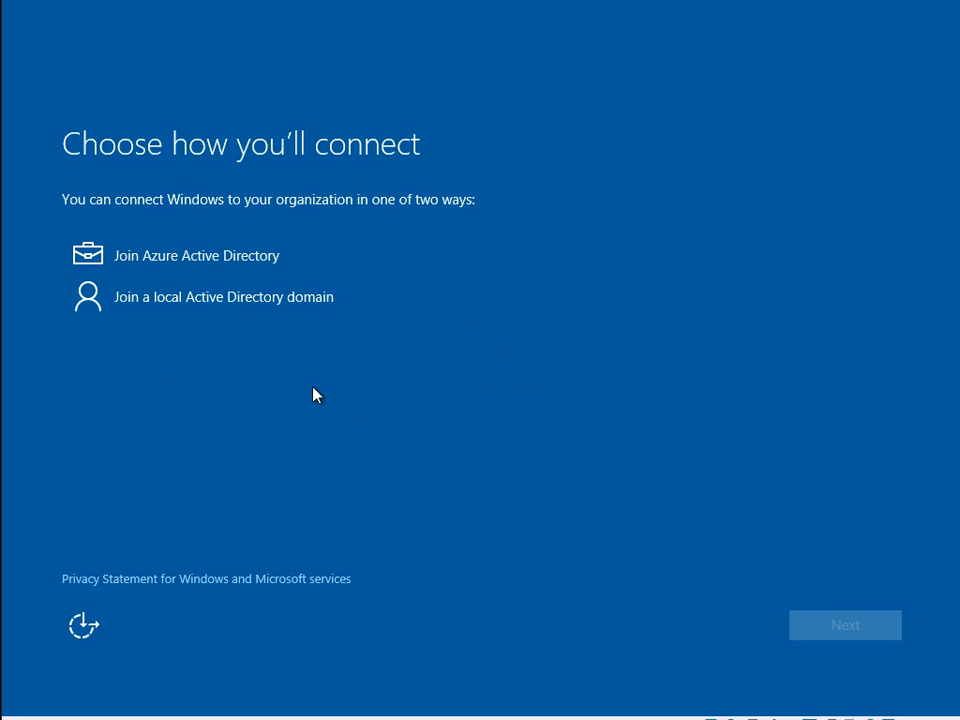 Choose how you'll connect
You can connect Windows to your organization in one of two ways:
Join Azure Active Directory
Join a local Active Directory domain
Privacy Statement for Windows and Microsoft services
Next